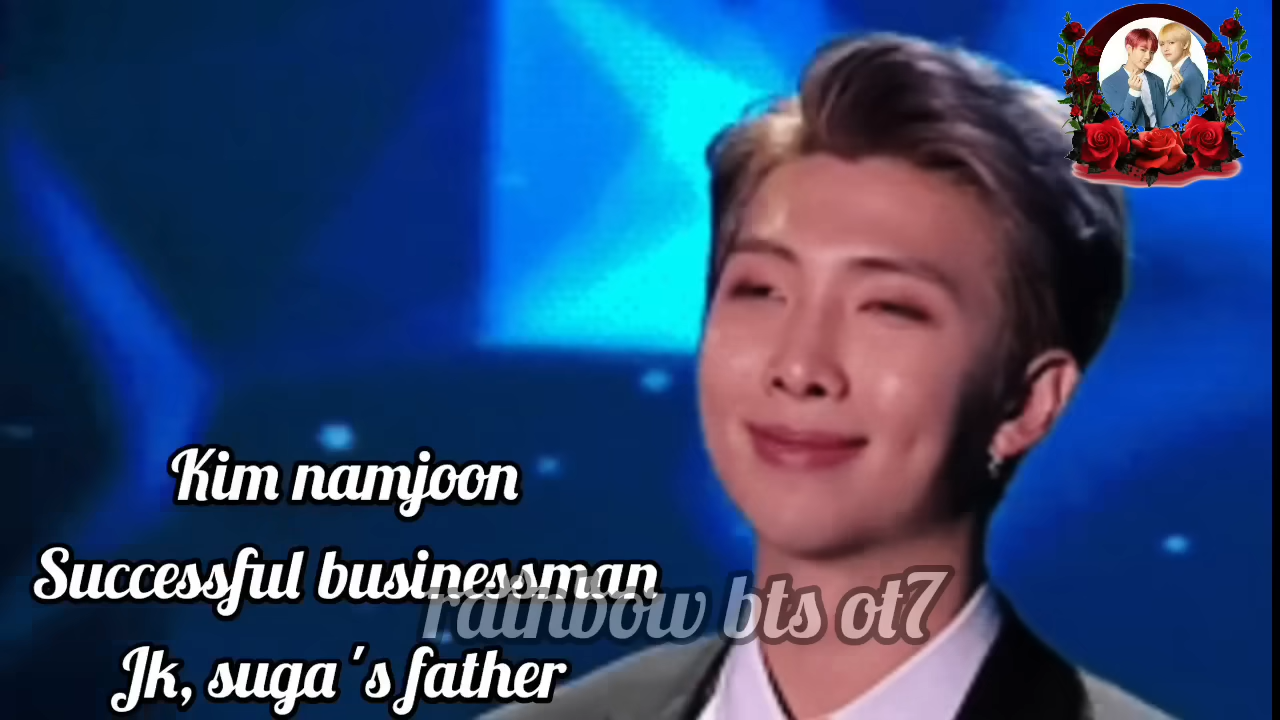 Kim namjoon
Successful businessman
rainbow bts ot7
Jk, suga 's father